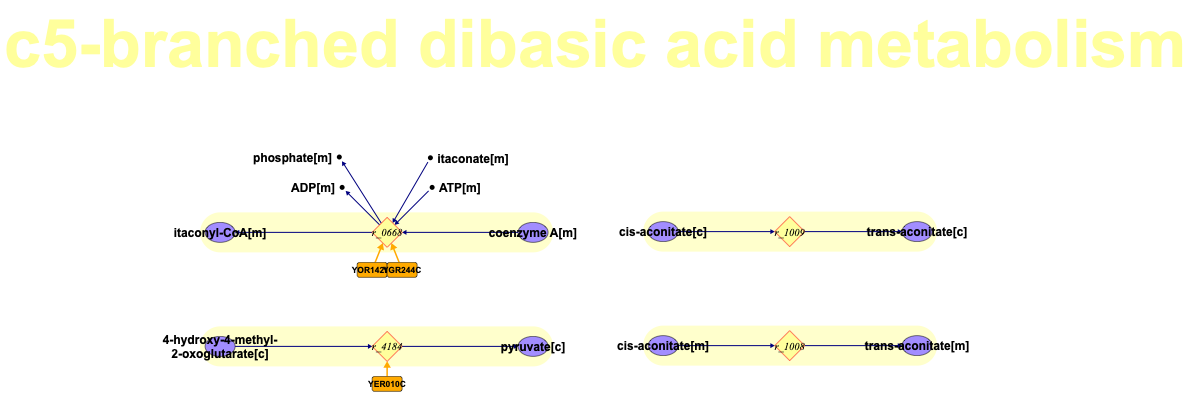 c5-branched dibasic acid metabolism
phosphate[m]
itaconate[m]
ADP[m]
ATP[m]
itaconyl-CoA[m]
r_0668
coenzyme A[m]
cis-aconitate[c]
r_1009
trans-aconitate[c]
YGR244C
4-hydroxy-4-methyl-
2-oxoglutarate[c]
r_4184
pyruvate[c]
cis-aconitate[m]
r_1008
trans-aconitate[m]
YER010C